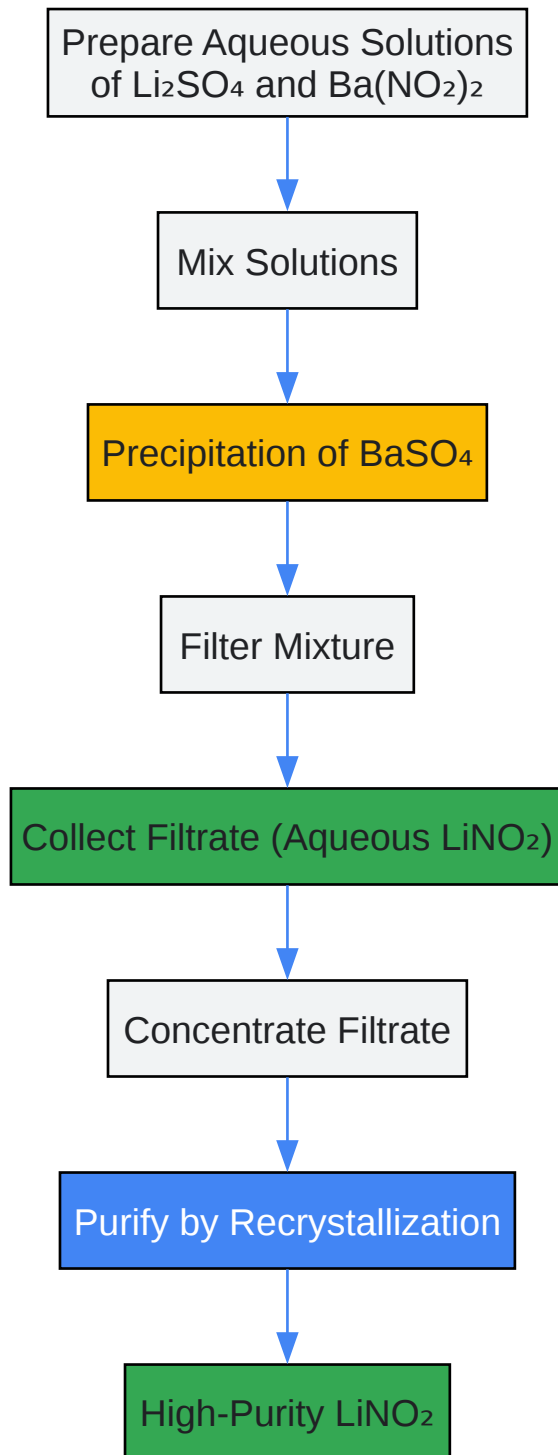 Prepare Aqueous Solutions
of Li₂SO₄ and Ba(NO₂)₂
Mix Solutions
Precipitation of BaSO₄
Filter Mixture
Collect Filtrate (Aqueous LiNO₂)
Concentrate Filtrate
Purify by Recrystallization
High-Purity LiNO₂